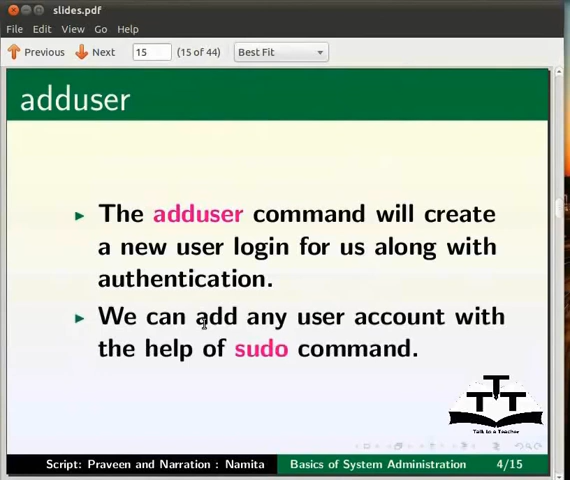 slides.pdf
File Edit View Go Help
Previous Next 15 (15 of 44) Best Fit
adduser
The adduser command will create
a new user login for us along with
authentication.
We can add any user account with
the help of sudo command.
TTT
Talk to a Teacher
Script: Praveen and Narration : Namita Basics of System Administration 4/15